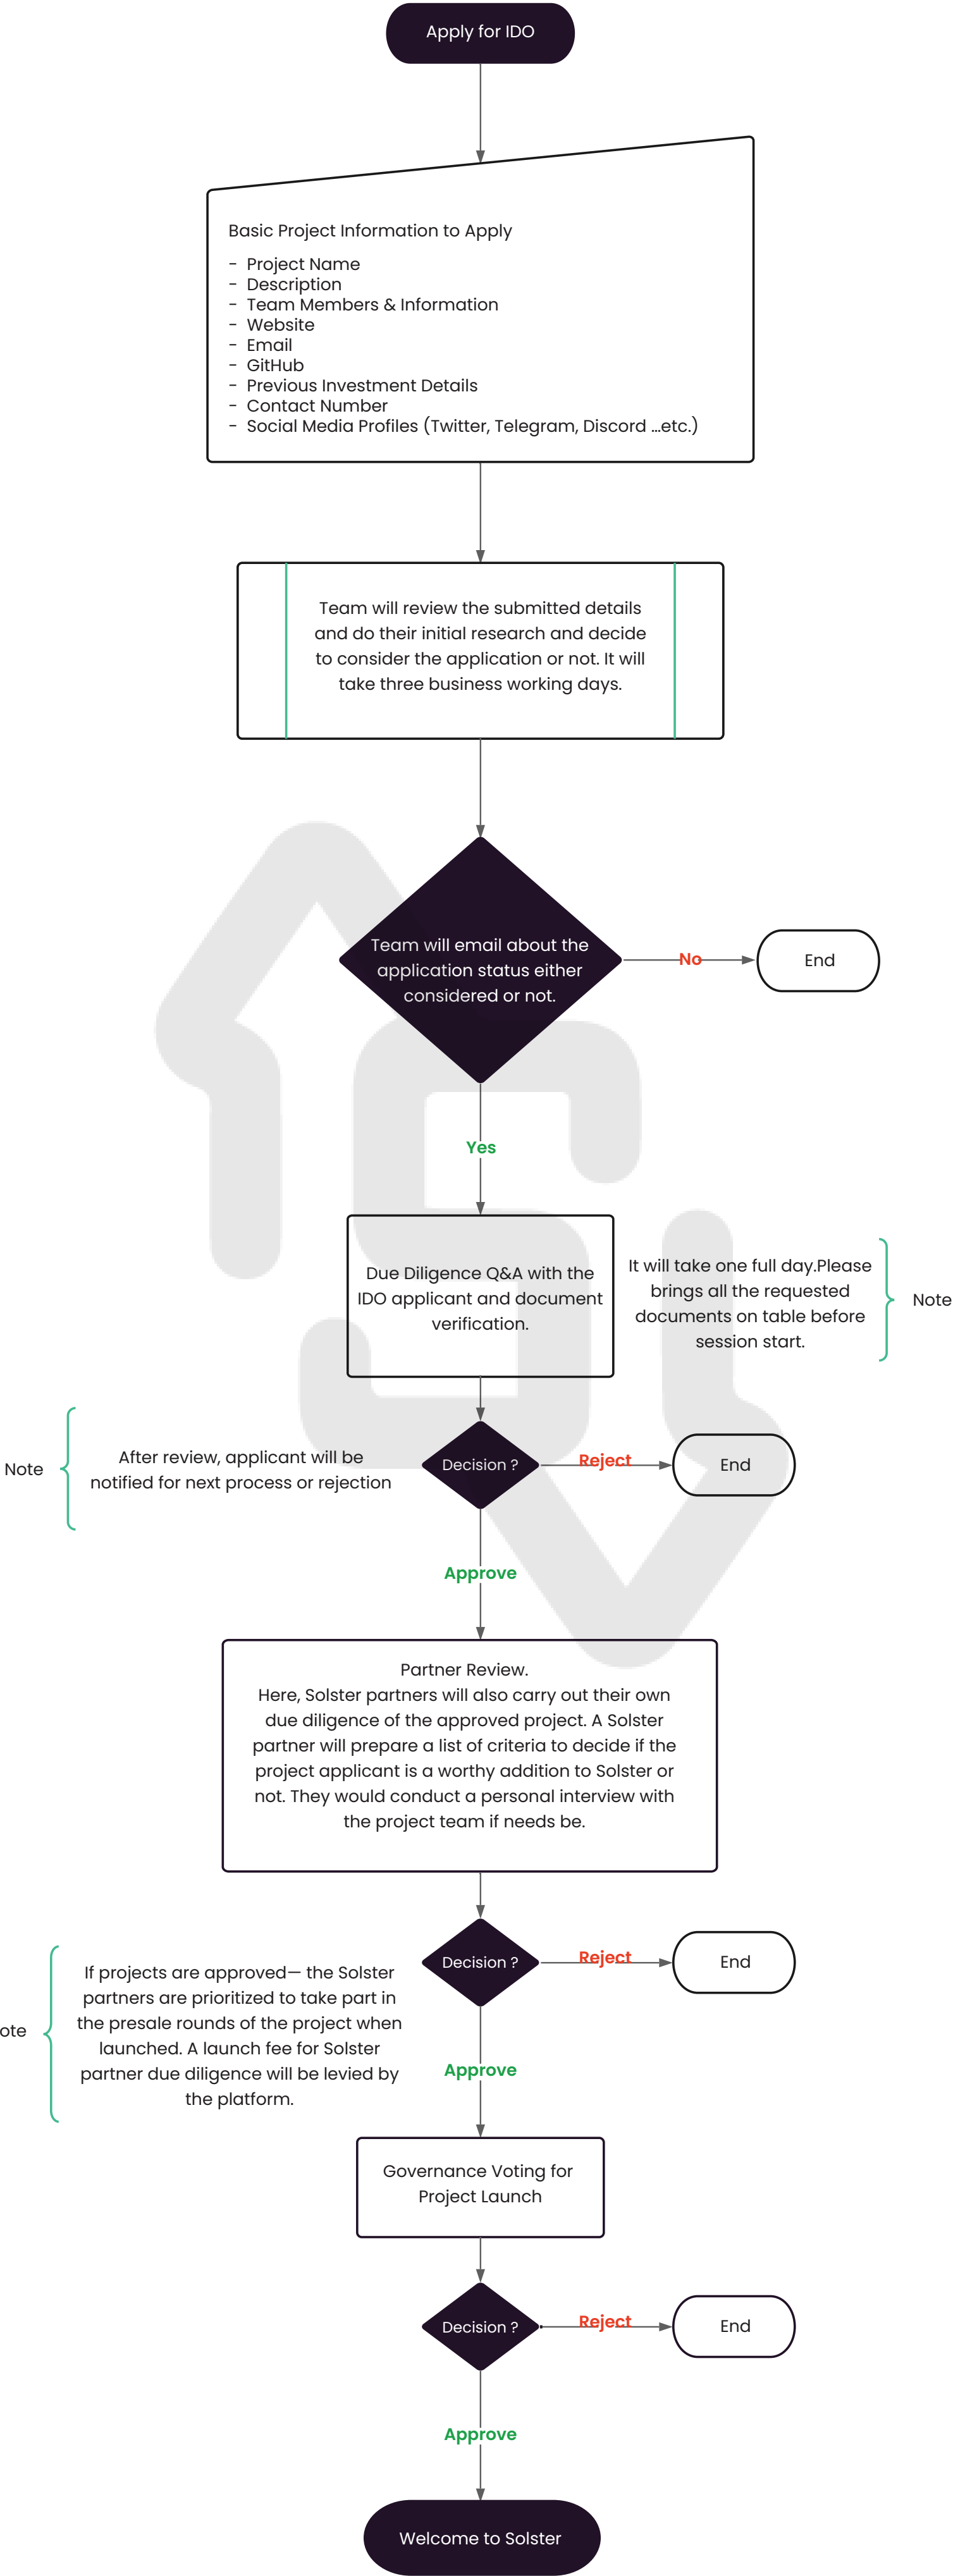 Apply for IDO
Basic Project Information to Apply
- Project Name
- Description
- Team Members & Information
- Website
- Email
- GitHub
- Previous Investment Details
- Contact Number
- Social Media Profiles (Twitter, Telegram, Discord ...etc.)
Team will review the submitted details
and do their initial research and decide
to consider the application or not. It will
take three business working days.
Team will email about the
application status either
considered or not.
No
End
Yes
Due Diligence Q&A with the
IDO applicant and document
verification.
It will take one full day.Please
brings all the requested
documents on table before
session start.
Note
Note
After review, applicant will be
notified for next process or rejection
Decision ?
Reject
End
Approve
Partner Review.
Here, Solster partners will also carry out their own
due diligence of the approved project. A Solster
partner will prepare a list of criteria to decide if the
project applicant is a worthy addition to Solster or
not. They would conduct a personal interview with
the project team if needs be.
Decision ?
Reject
End
ote
If projects are approved— the Solster
partners are prioritized to take part in
the presale rounds of the project when
launched. A launch fee for Solster
partner due diligence will be levied by
the platform.
Approve
Governance Voting for
Project Launch
Decision ?
Reject
End
Approve
Welcome to Solster